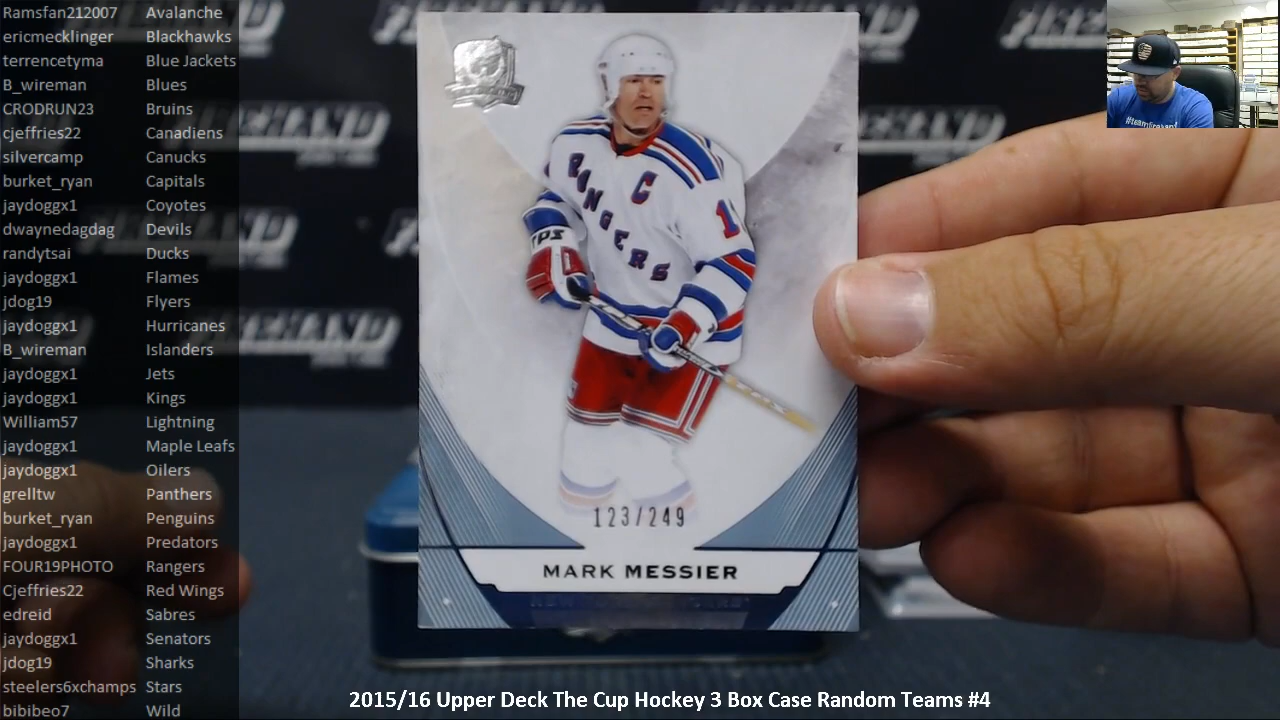 Ramsfan212007 Avalanche
ericmecklinger Blackhawks
terrencetyma Blue Jackets
B_wireman Blues
CRODRUN23 Bruins
cjeffries22 Canadiens
silvercamp Canucks
burket_ryan Capitals
jaydoggx1 Coyotes
dwaynedagdag Devils
randytsai Ducks
jaydoggx1 Flames
jdog19 Flyers
jaydoggx1 Hurricanes
B_wireman Islanders
jaydoggx1 Jets
jaydoggx1 Kings
William57 Lightning
jaydoggx1 Maple Leafs
jaydoggx1 Oilers
grelltw Panthers
burket_ryan Penguins
jaydoggx1 Predators
FOUR19PHOTO Rangers
Cjeffries22 Red Wings
edreid Sabres
jaydoggx1 Senators
jdog19 Sharks
steelers6xchamps Stars
bibibeo7 Wild
C
RANGERS
123/249
MARK MESSIER
2015/16 Upper Deck The Cup Hockey 3 Box Case Random Teams #4